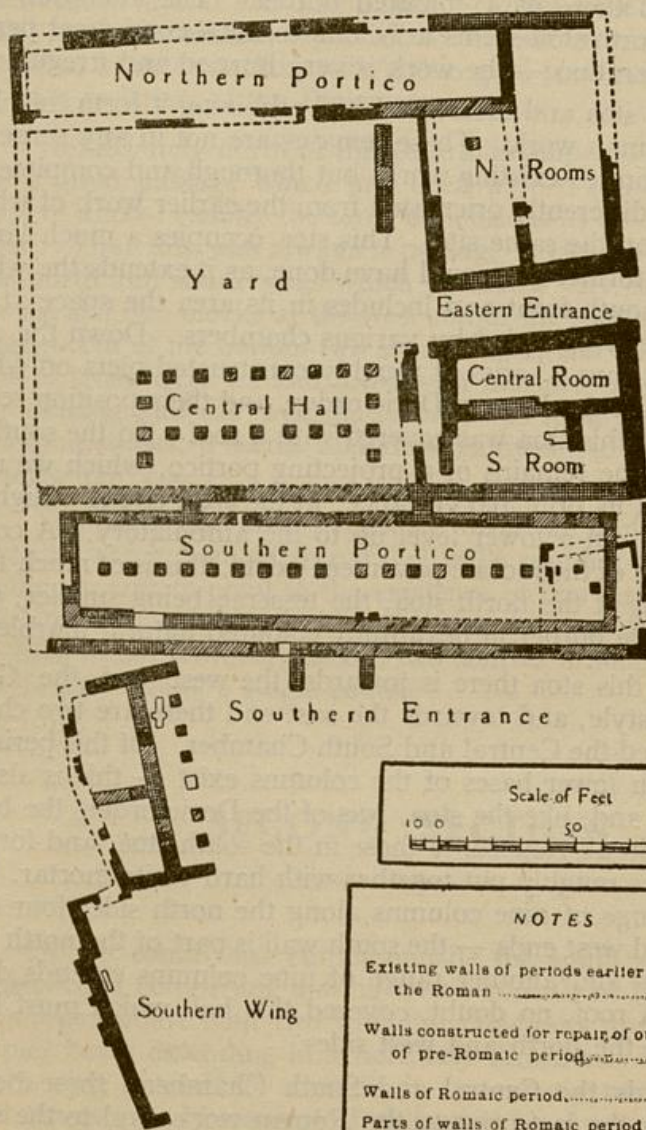 Northern Portico
N. Rooms
Yard
Eastern Entrance
Central Room
Central Hall
S. Room
Southern Portico
Southern Entrance
Scale of Feet
10 0 50
NOTES
Existing walls of periods earlier
the Roman
Walls constructed for repair of
of pre-Romaic period
Southern Wing
Walls of Romaic period
Parts of walls of Romaic period